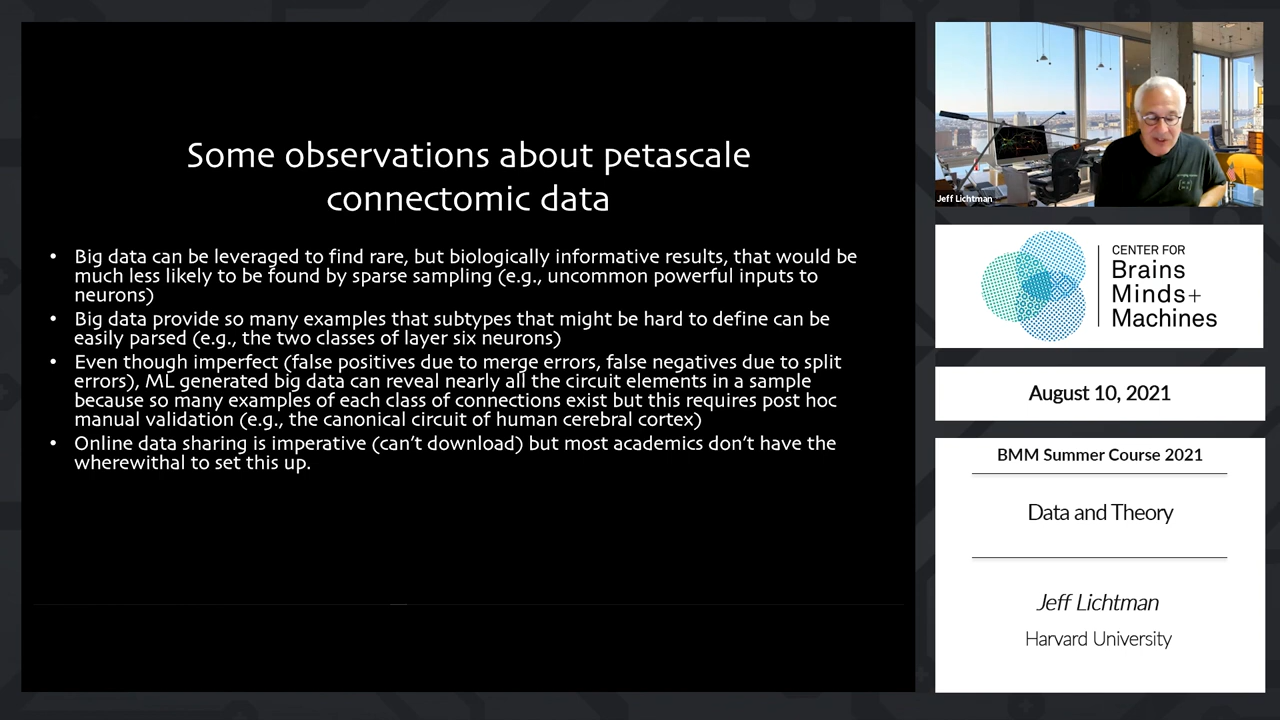 Some observations about petascale
connectomic data
• Big data can be leveraged to find rare, but biologically informative results, that would be
much less likely to be found by sparse sampling (e.g., uncommon powerful inputs to
neurons)
• Big data provide so many examples that subtypes that might be hard to define can be
easily parsed (e.g., the two classes of layer six neurons)
• Even though imperfect (false positives due to merge errors, false negatives due to split
errors), ML generated big data can reveal nearly all the circuit elements in a sample
because so many examples of each class of connections exist but this requires post hoc
manual validation (e.g., the canonical circuit of human cerebral cortex)
• Online data sharing is imperative (can't download) but most academics don't have the
wherewithal to set this up.
Jeff Lichtman
CENTER FOR
Brains
Minds+
Machines
August 10, 2021
BMM Summer Course 2021
Data and Theory
Jeff Lichtman
Harvard University